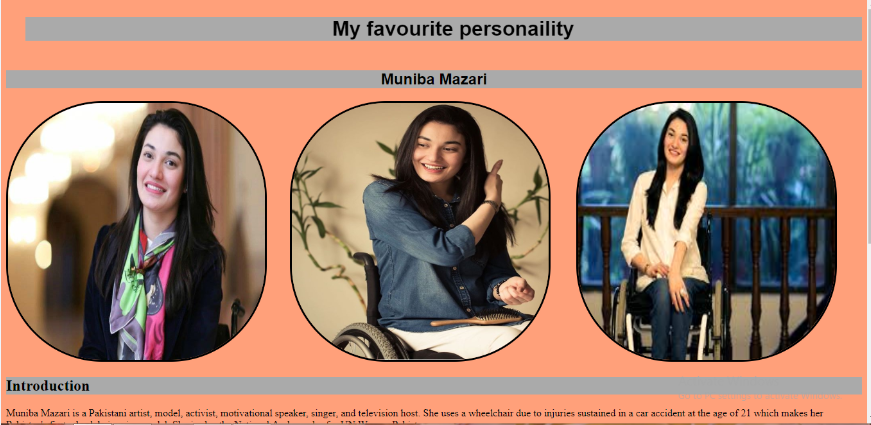 My favourite personaility
Muniba Mazari
Introduction
Muniba Mazari is a Pakistani artist, model, activist, motivational speaker, singer, and television host. She uses a wheelchair due to injuries sustained in a car accident at the age of 21 which makes her